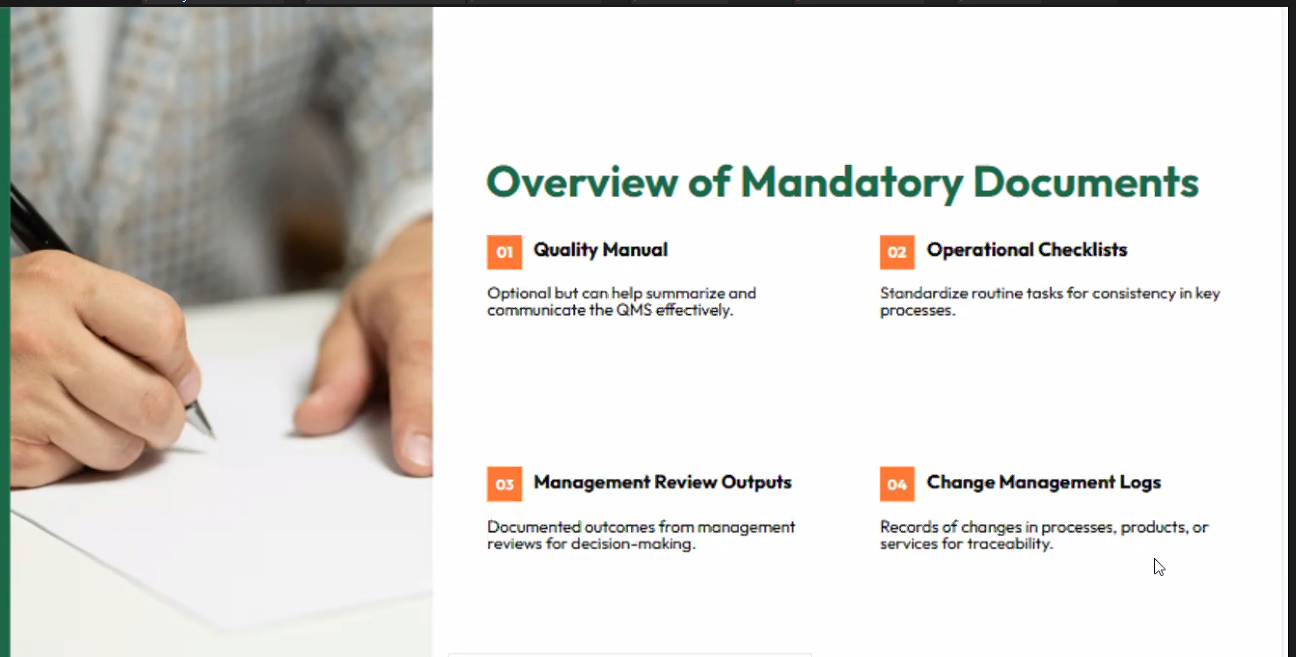 Overview of Mandatory Documents
01 Quality Manual
Optional but can help summarize and
communicate the QMS effectively.
02 Operational Checklists
Standardize routine tasks for consistency in key
processes.
03 Management Review Outputs
Documented outcomes from management
reviews for decision-making.
04 Change Management Logs
Records of changes in processes, products, or
services for traceability.